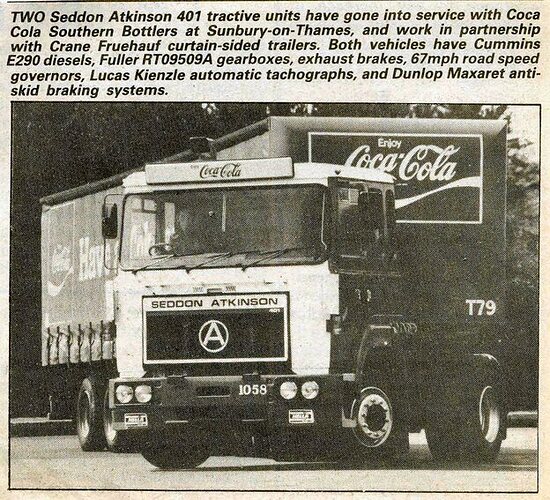 TWO Seddon Atkinson 401 tractive units have gone into service with Coca
Cola Southern Bottlers at Sunbury-on-Thames, and work in partnership
with Crane Fruehauf curtain-sided trailers. Both vehicles have Cummins
E290 diesels, Fuller RT09509A gearboxes, exhaust brakes, 67mph road speed
governors, Lucas Kienzle automatic tachographs, and Dunlop Maxaret anti-
skid braking systems.
Enjoy
Coca-Cola
Coca-Cola
Coca-Cola
Have
SEDDON ATKINSON
401
A
T79
1058